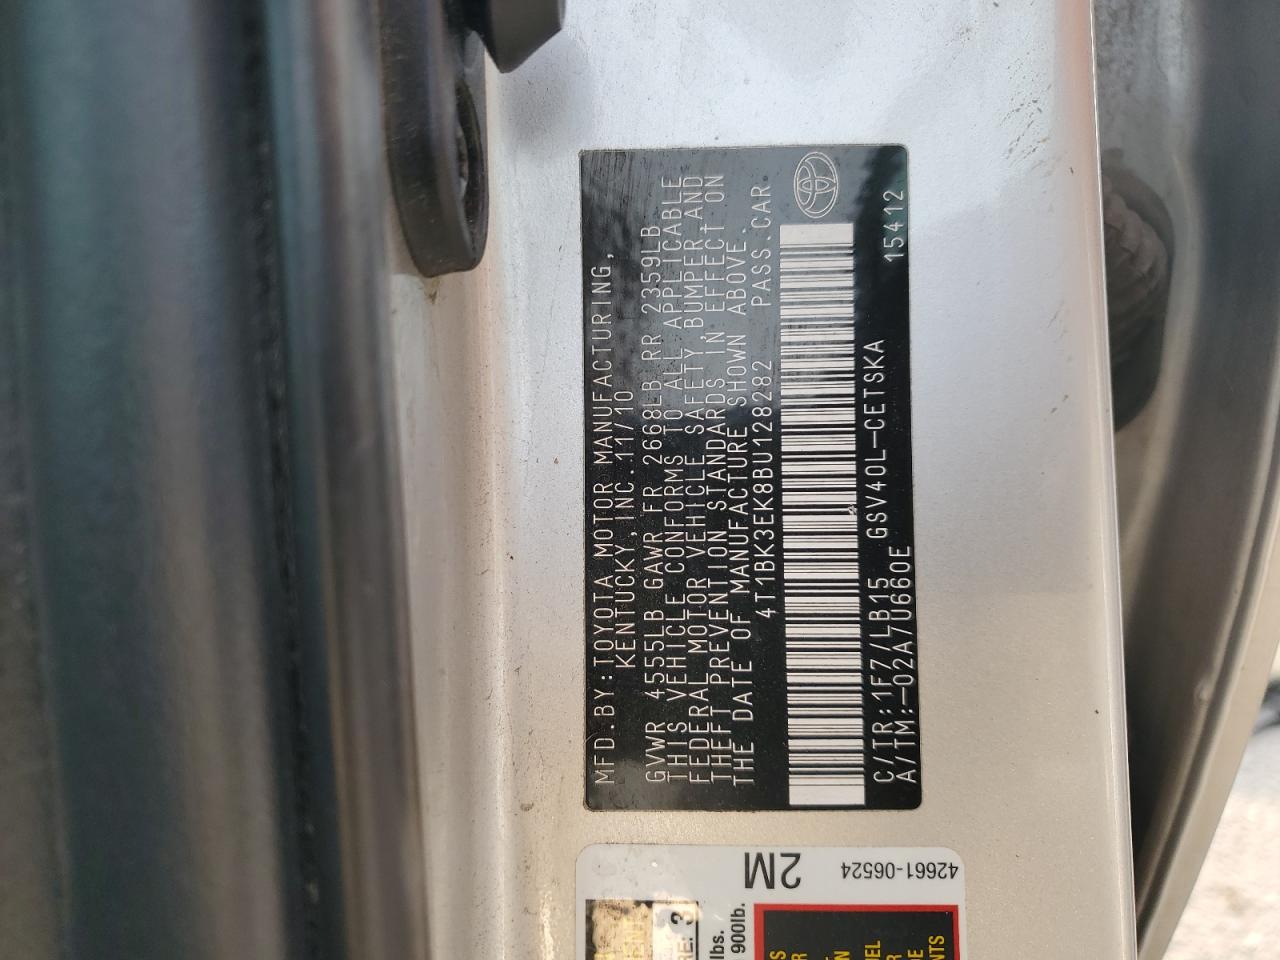 MFD.BY:TOYOTA MOTOR MANUFACTURING,
KENTUCKY,INC.11/10
GVWR 4555LB GAWR FR 2668LB RR 2359LB
THIS VEHICLE CONFORMS TO ALL APPLICABLE
FEDERAL MOTOR VEHICLE SAFETY,BUMPER,AND
THEFT PREVENTION STANDARDS IN EFFECT ON
THE DATE OF MANUFACTURE SHOWN ABOVE.
4T1BK3EK8BU128282 PASS.CAR.
C/TR:1F7/LB15 GSV40L-CETSKA 15412
A/TM:-02A/U660E
2M
42661-06524
lbs.
900lb.